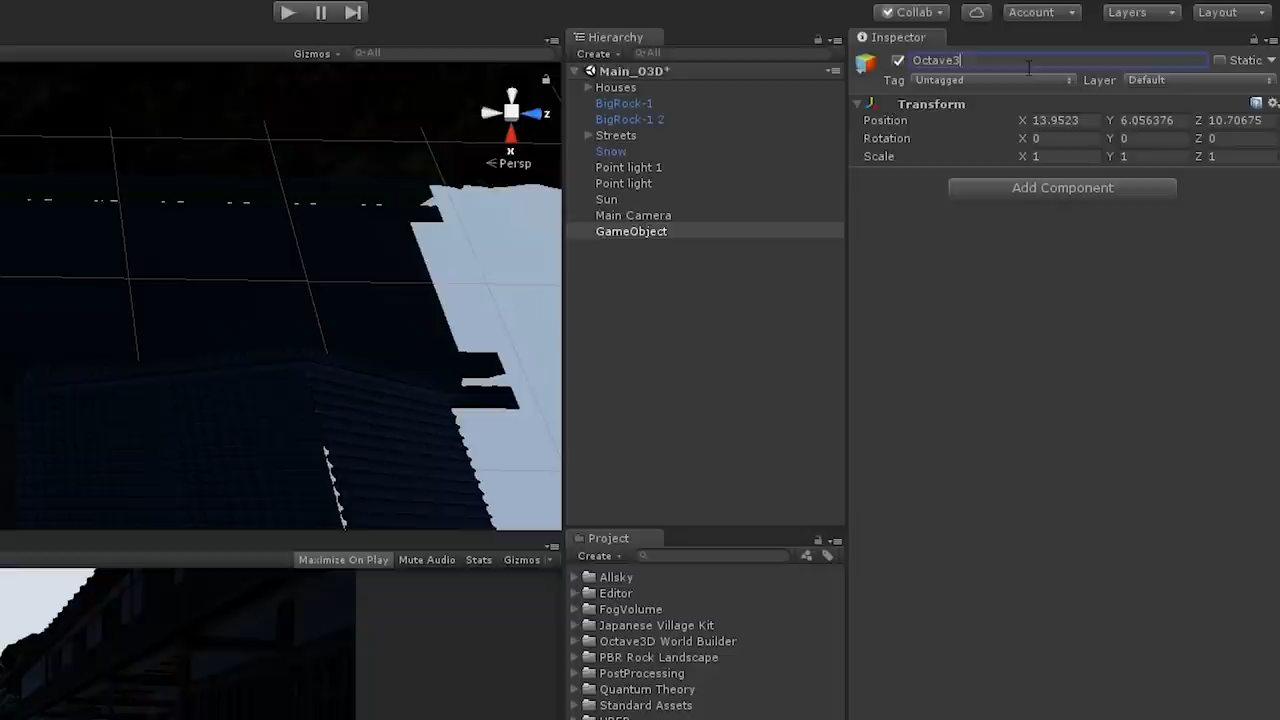 Collab
Account
Layers
Layout
Hierarchy
Inspector
Gizmos
All
Create
All
Octave3
Static
Main_O3D*
Tag
Untagged
Layer
Default
Houses
BigRock-1
Transform
z
BigRock-1 2
Position
X 13.9523
Y 6.056376
Z 10.70675
Streets
Rotation
X 0
Y 0
Z 0
x
Snow
Scale
X 1
Y 1
Z 1
Persp
Point light 1
Point light
Add Component
Sun
Main Camera
GameObject
Project
Create
Maximize On Play
Mute Audio
Stats
Gizmos
Allsky
Editor
FogVolume
Japanese Village Kit
Octave3D World Builder
PBR Rock Landscape
PostProcessing
Quantum Theory
Standard Assets